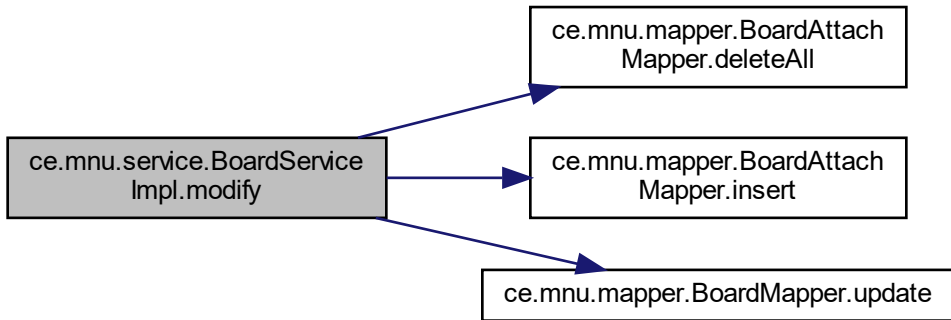 ce.mnu.service.BoardService
Impl.modify
ce.mnu.mapper.BoardAttach
Mapper.deleteAll
ce.mnu.mapper.BoardAttach
Mapper.insert
ce.mnu.mapper.BoardMapper.update